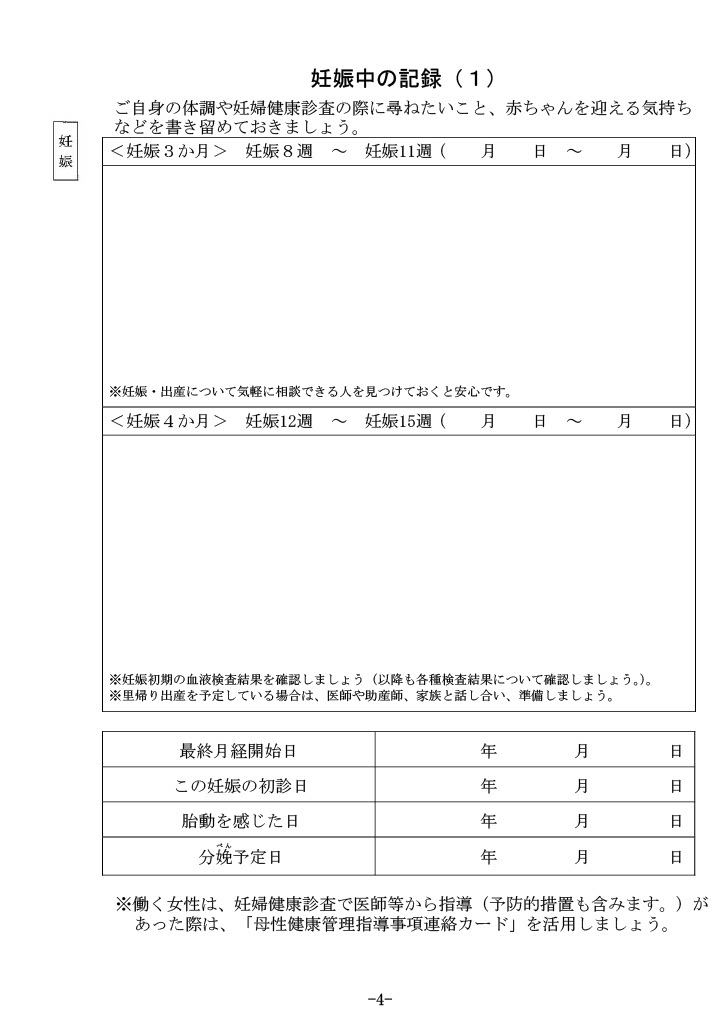 妊娠中の記録（１）
ご自身の体調や妊婦健康診査の際に尋ねたいこと、赤ちゃんを迎える気持ち
などを書き留めておきましょう。
妊
娠
＜妊娠３か月＞　妊娠８週　～　妊娠11週（　　月　　日　～　　月　　日）
※妊娠・出産について気軽に相談できる人を見つけておくと安心です。
＜妊娠４か月＞　妊娠12週　～　妊娠15週（　　月　　日　～　　月　　日）
※妊娠初期の血液検査結果を確認しましょう（以降も各種検査結果について確認しましょう。）。
※里帰り出産を予定している場合は、医師や助産師、家族と話し合い、準備しましょう。
最終月経開始日　　年　　月　　日
この妊娠の初診日　　年　　月　　日
胎動を感じた日　　年　　月　　日
べん
分娩予定日　　年　　月　　日
※働く女性は、妊婦健康診査で医師等から指導（予防的措置も含みます。）が
あった際は、「母性健康管理指導事項連絡カード」を活用しましょう。
-4-